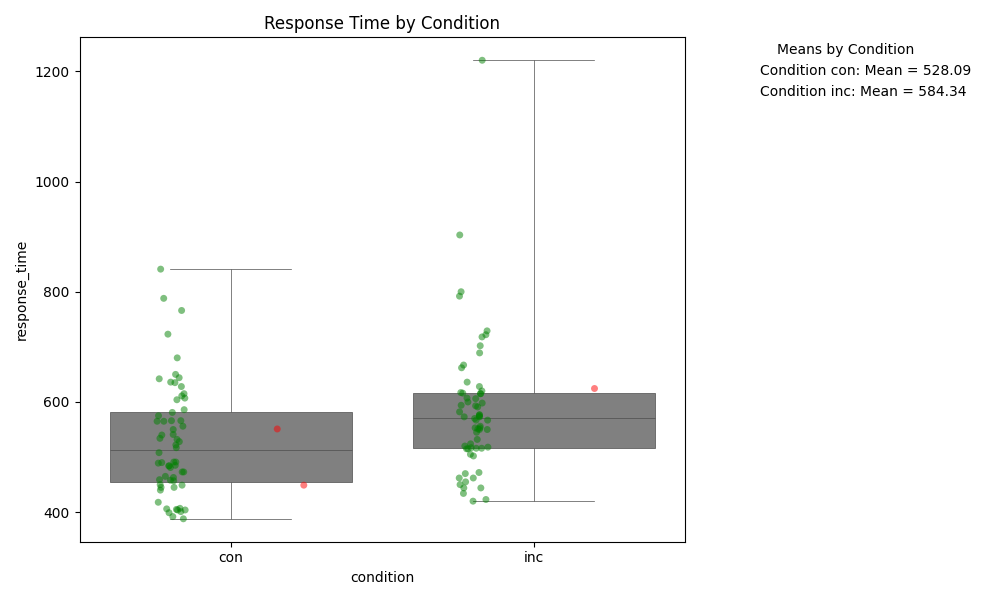 Response Time by Condition
Means by Condition
Condition con: Mean = 528.09
Condition inc: Mean = 584.34
response_time
1200
1000
800
600
400
con
inc
condition